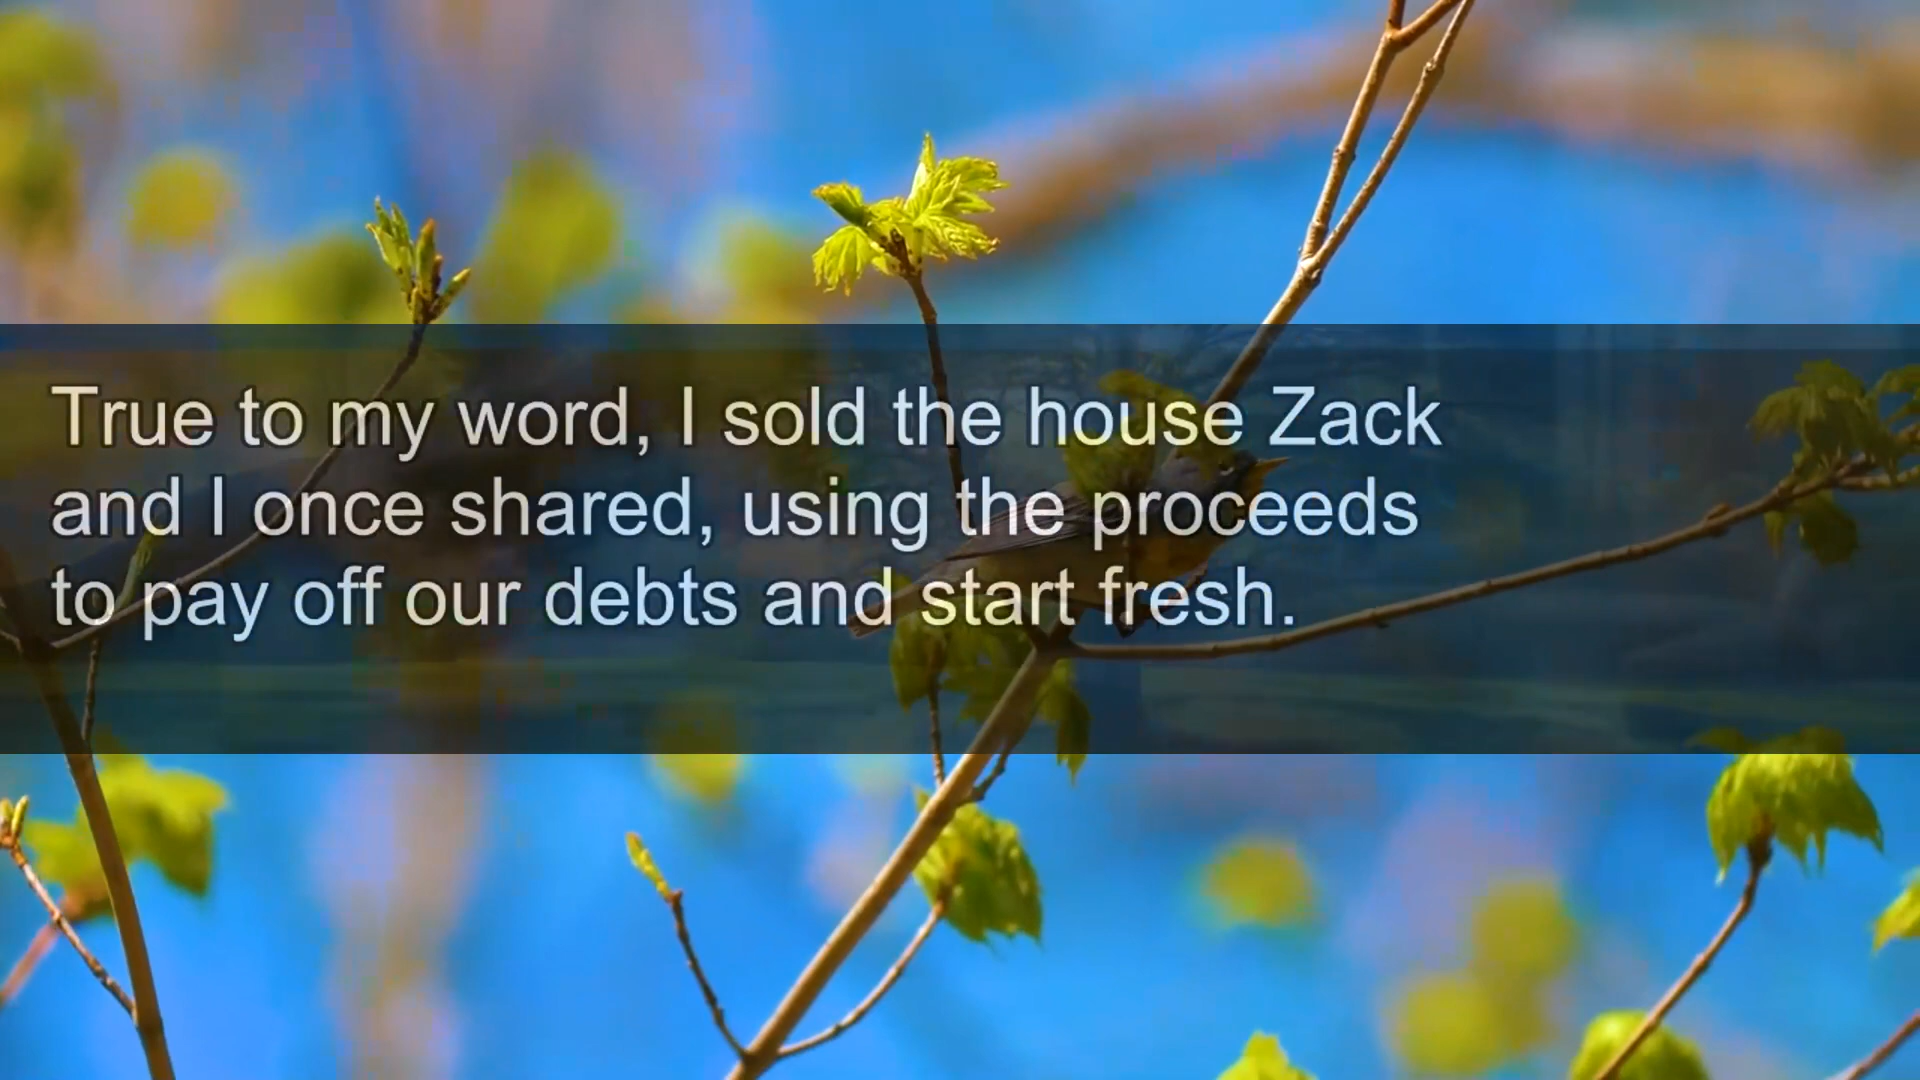 True to my word, I sold the house Zack
and I once shared, using the proceeds
to pay off our debts and start fresh.